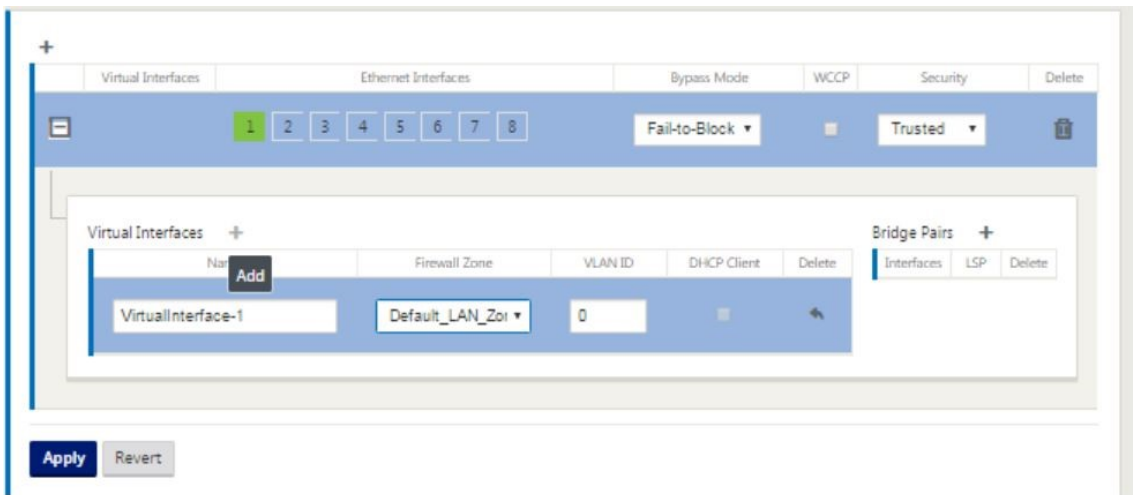 +
Virtual Interfaces Ethernet Interfaces Bypass Mode WCCP Security Delete
1 2 3 4 5 6 7 8 Fail-to-Block Trusted
Virtual Interfaces + Bridge Pairs +
Firewall Zone VLAN ID DHCP Client Delete Interfaces LSP Delete
Add
VirtualInterface-1 Default_LAN_Zor 0
Apply Revert